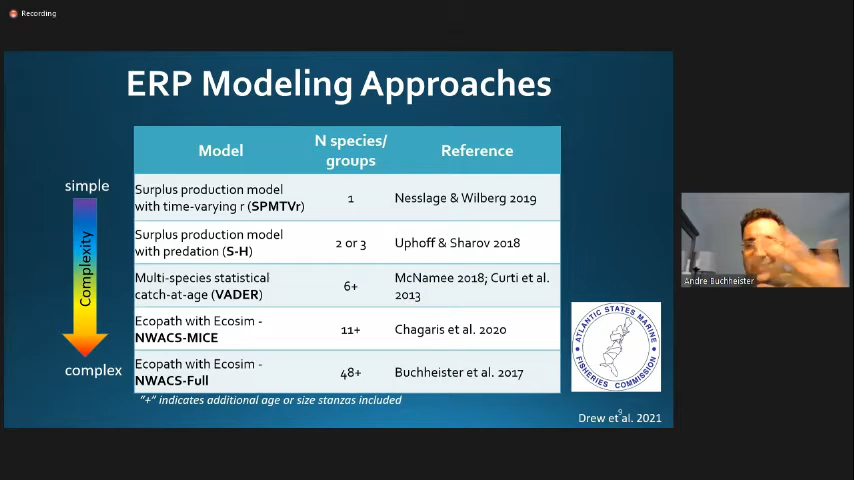 Recording
ERP Modeling Approaches
Model
N species/
groups
Reference
simple
Complexity
complex
Surplus production model
with time-varying r (SPMTVr)
1
Nesslage & Wilberg 2019
Surplus production model
with predation (S-H)
2 or 3
Uphoff & Sharov 2018
Multi-species statistical
catch-at-age (VADER)
6+
McNamee 2018; Curti et al.
2013
Ecopath with Ecosim -
NWACS-MICE
11+
Chagaris et al. 2020
Ecopath with Ecosim -
NWACS-Full
48+
Buchheister et al. 2017
"+" indicates additional age or size stanzas included
ATLANTIC STATES MARINE
FISHERIES COMMISSION
9
Drew et al. 2021
Andre Buchheister